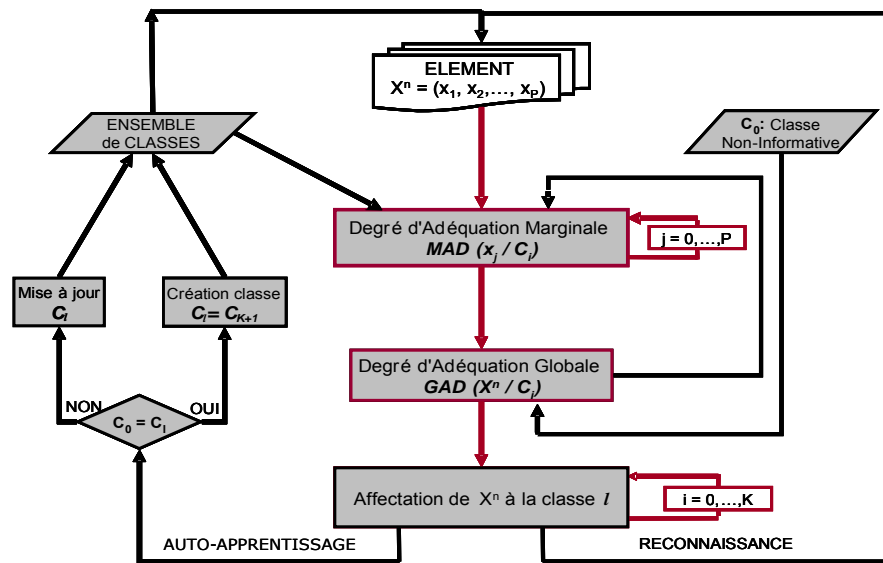 ELEMENT
Xⁿ = (x₁, x₂,..., x_P)
ENSEMBLE
de CLASSES
C₀: Classe
Non-Informative
Degré d'Adéquation Marginale
MAD (x_j / C_i)
j = 0,...,P
Mise à jour
C_l
Création classe
C_l= C_K+1
Degré d'Adéquation Globale
GAD (Xⁿ / C_i)
NON
OUI
C₀ = C_l
Affectation de Xⁿ à la classe l
i = 0,...,K
AUTO-APPRENTISSAGE
RECONNAISSANCE